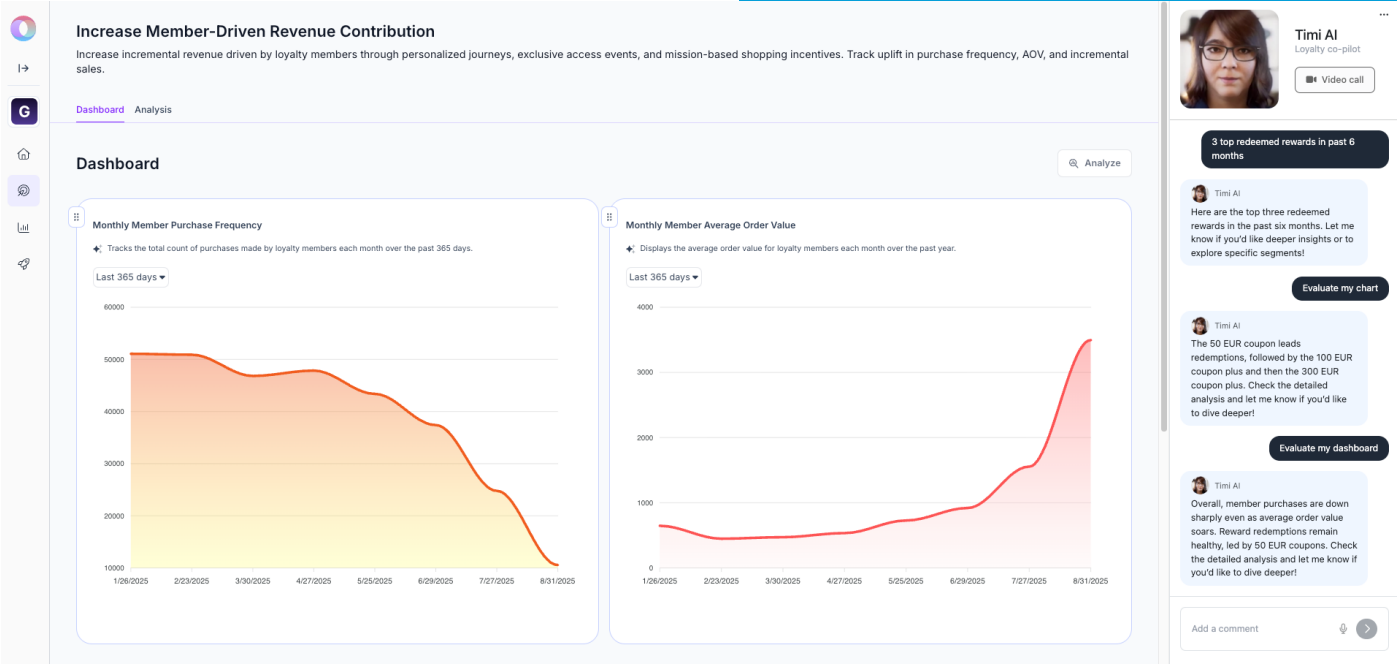 Increase Member-Driven Revenue Contribution
Increase incremental revenue driven by loyalty members through personalized journeys, exclusive access events, and mission-based shopping incentives. Track uplift in purchase frequency, AOV, and incremental
sales.
G
Dashboard Analysis
Dashboard
Analyze
Monthly Member Purchase Frequency
Tracks the total count of purchases made by loyalty members each month over the past 365 days.
Last 365 days
60000
50000
40000
30000
20000
10000
1/26/2025 2/23/2025 3/30/2025 4/27/2025 5/25/2025 6/29/2025 7/27/2025 8/31/2025
Monthly Member Average Order Value
Displays the average order value for loyalty members each month over the past year.
Last 365 days
4000
3000
2000
1000
0
1/26/2025 2/23/2025 3/30/2025 4/27/2025 5/25/2025 6/29/2025 7/27/2025 8/31/2025
Timi AI
Loyalty co-pilot
Video call
3 top redeemed rewards in past 6
months
Timi AI
Here are the top three redeemed
rewards in the past six months. Let me
know if you'd like deeper insights or to
explore specific segments!
Evaluate my chart
Timi AI
The 50 EUR coupon leads
redemptions, followed by the 100 EUR
coupon plus and then the 300 EUR
coupon plus. Check the detailed
analysis and let me know if you'd like
to dive deeper!
Evaluate my dashboard
Timi AI
Overall, member purchases are down
sharply even as average order value
soars. Reward redemptions remain
healthy, led by 50 EUR coupons. Check
the detailed analysis and let me know if
you'd like to dive deeper!
Add a comment